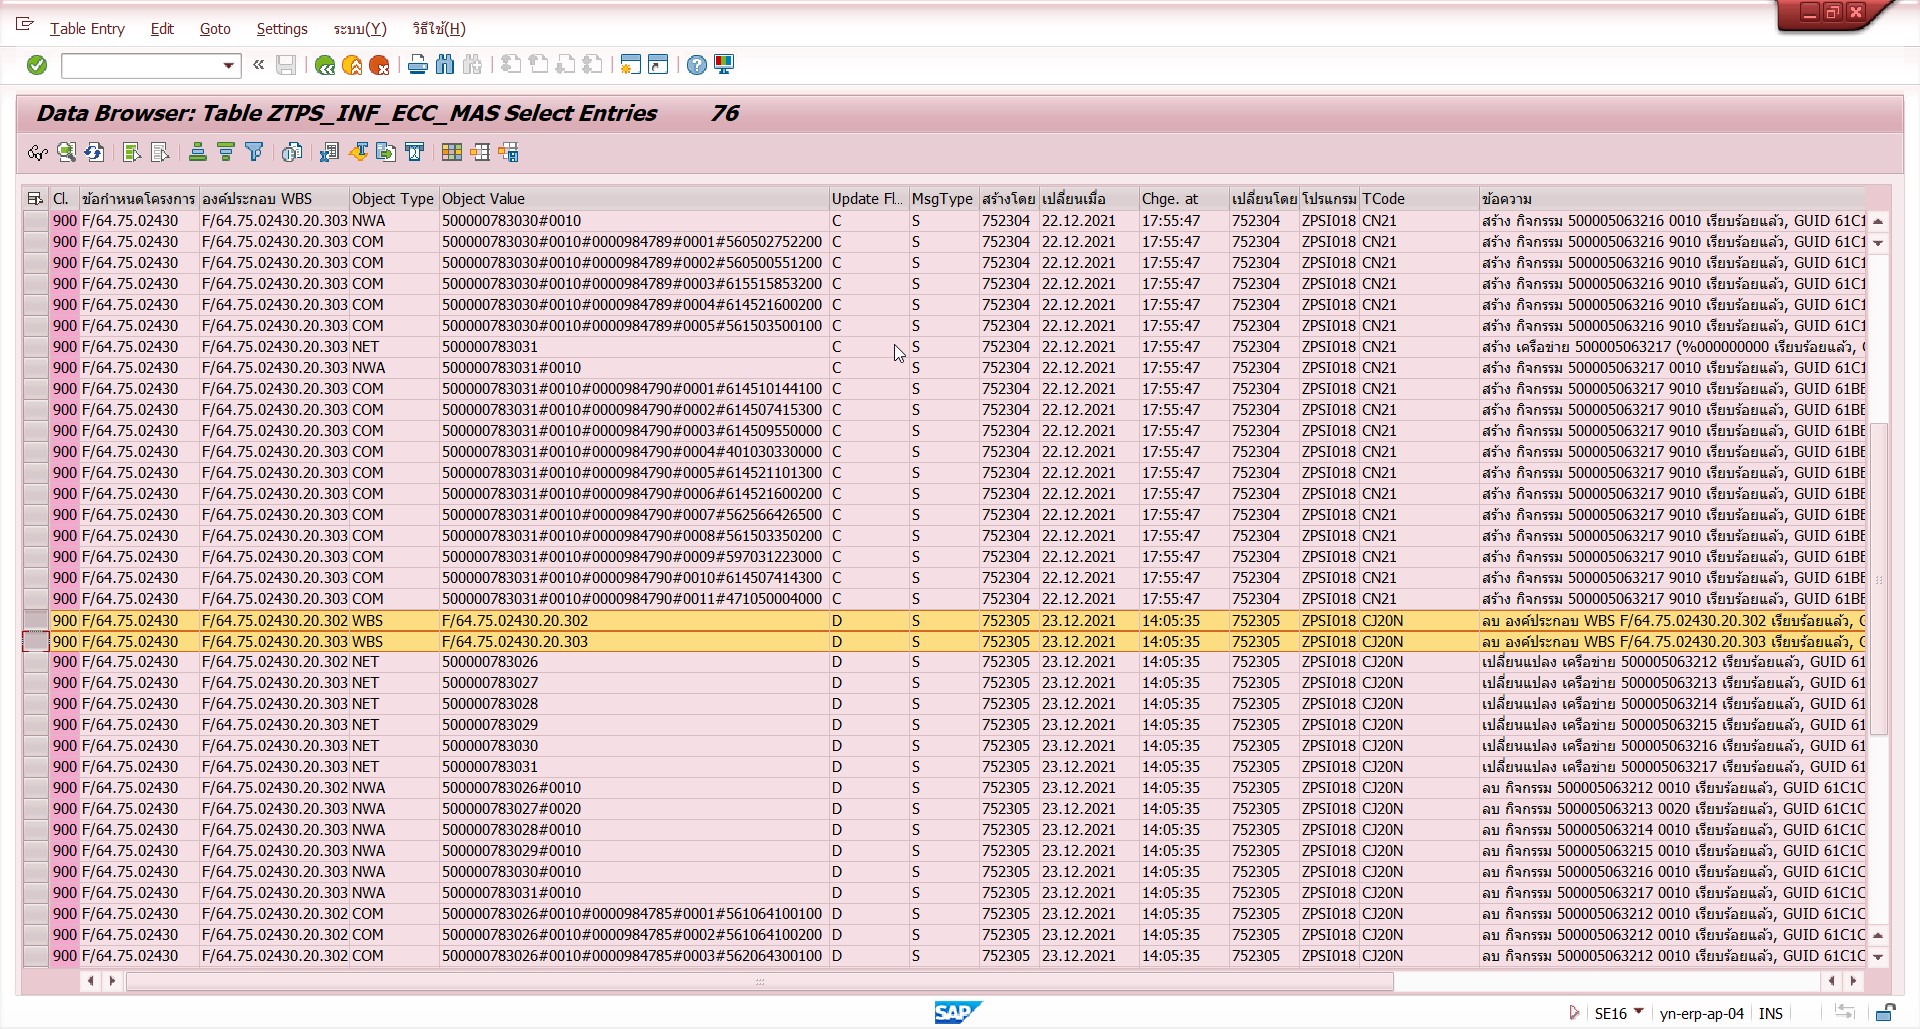 Table Entry Edit Goto Settings ระบบ(Y) วิธีใช้(H)
Data Browser: Table ZTPS_INF_ECC_MAS Select Entries 76
Cl. ข้อกำหนดโครงการ องค์ประกอบ WBS Object Type Object Value Update Fl.. MsgType สร้างโดย เปลี่ยนเมื่อ Chge. at เปลี่ยนโดย โปรแกรม TCode ข้อความ
900 F/64.75.02430 F/64.75.02430.20.303 NWA 500000783030#0010 C S 752304 22.12.2021 17:55:47 752304 ZPSI018 CN21 สร้าง กิจกรรม 500005063216 0010 เรียบร้อยแล้ว, GUID 61C1
900 F/64.75.02430 F/64.75.02430.20.303 COM 500000783030#0010#0000984789#0001#560502752200 C S 752304 22.12.2021 17:55:47 752304 ZPSI018 CN21 สร้าง กิจกรรม 500005063216 9010 เรียบร้อยแล้ว, GUID 61C1
900 F/64.75.02430 F/64.75.02430.20.303 COM 500000783030#0010#0000984789#0002#560500551200 C S 752304 22.12.2021 17:55:47 752304 ZPSI018 CN21 สร้าง กิจกรรม 500005063216 9010 เรียบร้อยแล้ว, GUID 61C1
900 F/64.75.02430 F/64.75.02430.20.303 COM 500000783030#0010#0000984789#0003#615515853200 C S 752304 22.12.2021 17:55:47 752304 ZPSI018 CN21 สร้าง กิจกรรม 500005063216 9010 เรียบร้อยแล้ว, GUID 61C1
900 F/64.75.02430 F/64.75.02430.20.303 COM 500000783030#0010#0000984789#0004#614521600200 C S 752304 22.12.2021 17:55:47 752304 ZPSI018 CN21 สร้าง กิจกรรม 500005063216 9010 เรียบร้อยแล้ว, GUID 61C1
900 F/64.75.02430 F/64.75.02430.20.303 COM 500000783030#0010#0000984789#0005#561503500100 C S 752304 22.12.2021 17:55:47 752304 ZPSI018 CN21 สร้าง กิจกรรม 500005063216 9010 เรียบร้อยแล้ว, GUID 61C1
900 F/64.75.02430 F/64.75.02430.20.303 NET 500000783031 C S 752304 22.12.2021 17:55:47 752304 ZPSI018 CN21 สร้าง เครือข่าย 500005063217 (%000000000 เรียบร้อยแล้ว,
900 F/64.75.02430 F/64.75.02430.20.303 NWA 500000783031#0010 C S 752304 22.12.2021 17:55:47 752304 ZPSI018 CN21 สร้าง กิจกรรม 500005063217 0010 เรียบร้อยแล้ว, GUID 61C1
900 F/64.75.02430 F/64.75.02430.20.303 COM 500000783031#0010#0000984790#0001#614510144100 C S 752304 22.12.2021 17:55:47 752304 ZPSI018 CN21 สร้าง กิจกรรม 500005063217 9010 เรียบร้อยแล้ว, GUID 61BE
900 F/64.75.02430 F/64.75.02430.20.303 COM 500000783031#0010#0000984790#0002#614507415300 C S 752304 22.12.2021 17:55:47 752304 ZPSI018 CN21 สร้าง กิจกรรม 500005063217 9010 เรียบร้อยแล้ว, GUID 61BE
900 F/64.75.02430 F/64.75.02430.20.303 COM 500000783031#0010#0000984790#0003#614509550000 C S 752304 22.12.2021 17:55:47 752304 ZPSI018 CN21 สร้าง กิจกรรม 500005063217 9010 เรียบร้อยแล้ว, GUID 61BE
900 F/64.75.02430 F/64.75.02430.20.303 COM 500000783031#0010#0000984790#0004#401030330000 C S 752304 22.12.2021 17:55:47 752304 ZPSI018 CN21 สร้าง กิจกรรม 500005063217 9010 เรียบร้อยแล้ว, GUID 61BE
900 F/64.75.02430 F/64.75.02430.20.303 COM 500000783031#0010#0000984790#0005#614521101300 C S 752304 22.12.2021 17:55:47 752304 ZPSI018 CN21 สร้าง กิจกรรม 500005063217 9010 เรียบร้อยแล้ว, GUID 61BE
900 F/64.75.02430 F/64.75.02430.20.303 COM 500000783031#0010#0000984790#0006#614521600200 C S 752304 22.12.2021 17:55:47 752304 ZPSI018 CN21 สร้าง กิจกรรม 500005063217 9010 เรียบร้อยแล้ว, GUID 61BE
900 F/64.75.02430 F/64.75.02430.20.303 COM 500000783031#0010#0000984790#0007#562566426500 C S 752304 22.12.2021 17:55:47 752304 ZPSI018 CN21 สร้าง กิจกรรม 500005063217 9010 เรียบร้อยแล้ว, GUID 61BE
900 F/64.75.02430 F/64.75.02430.20.303 COM 500000783031#0010#0000984790#0008#561503350200 C S 752304 22.12.2021 17:55:47 752304 ZPSI018 CN21 สร้าง กิจกรรม 500005063217 9010 เรียบร้อยแล้ว, GUID 61BE
900 F/64.75.02430 F/64.75.02430.20.303 COM 500000783031#0010#0000984790#0009#597031223000 C S 752304 22.12.2021 17:55:47 752304 ZPSI018 CN21 สร้าง กิจกรรม 500005063217 9010 เรียบร้อยแล้ว, GUID 61BE
900 F/64.75.02430 F/64.75.02430.20.303 COM 500000783031#0010#0000984790#0010#614507414300 C S 752304 22.12.2021 17:55:47 752304 ZPSI018 CN21 สร้าง กิจกรรม 500005063217 9010 เรียบร้อยแล้ว, GUID 61BE
900 F/64.75.02430 F/64.75.02430.20.303 COM 500000783031#0010#0000984790#0011#471050004000 C S 752304 22.12.2021 17:55:47 752304 ZPSI018 CN21 สร้าง กิจกรรม 500005063217 9010 เรียบร้อยแล้ว, GUID 61BE
900 F/64.75.02430 F/64.75.02430.20.302 WBS F/64.75.02430.20.302 D S 752305 23.12.2021 14:05:35 752305 ZPSI018 CJ20N ลบ องค์ประกอบ WBS F/64.75.02430.20.302 เรียบร้อยแล้ว, G
900 F/64.75.02430 F/64.75.02430.20.303 WBS F/64.75.02430.20.303 D S 752305 23.12.2021 14:05:35 752305 ZPSI018 CJ20N ลบ องค์ประกอบ WBS F/64.75.02430.20.303 เรียบร้อยแล้ว, G
900 F/64.75.02430 F/64.75.02430.20.302 NET 500000783026 D S 752305 23.12.2021 14:05:35 752305 ZPSI018 CJ20N เปลี่ยนแปลง เครือข่าย 500005063212 เรียบร้อยแล้ว, GUID 61
900 F/64.75.02430 F/64.75.02430.20.303 NET 500000783027 D S 752305 23.12.2021 14:05:35 752305 ZPSI018 CJ20N เปลี่ยนแปลง เครือข่าย 500005063213 เรียบร้อยแล้ว, GUID 61
900 F/64.75.02430 F/64.75.02430.20.303 NET 500000783028 D S 752305 23.12.2021 14:05:35 752305 ZPSI018 CJ20N เปลี่ยนแปลง เครือข่าย 500005063214 เรียบร้อยแล้ว, GUID 61
900 F/64.75.02430 F/64.75.02430.20.303 NET 500000783029 D S 752305 23.12.2021 14:05:35 752305 ZPSI018 CJ20N เปลี่ยนแปลง เครือข่าย 500005063215 เรียบร้อยแล้ว, GUID 61
900 F/64.75.02430 F/64.75.02430.20.303 NET 500000783030 D S 752305 23.12.2021 14:05:35 752305 ZPSI018 CJ20N เปลี่ยนแปลง เครือข่าย 500005063216 เรียบร้อยแล้ว, GUID 61
900 F/64.75.02430 F/64.75.02430.20.303 NET 500000783031 D S 752305 23.12.2021 14:05:35 752305 ZPSI018 CJ20N เปลี่ยนแปลง เครือข่าย 500005063217 เรียบร้อยแล้ว, GUID 61
900 F/64.75.02430 F/64.75.02430.20.302 NWA 500000783026#0010 D S 752305 23.12.2021 14:05:35 752305 ZPSI018 CJ20N ลบ กิจกรรม 500005063212 0010 เรียบร้อยแล้ว, GUID 61C1C
900 F/64.75.02430 F/64.75.02430.20.303 NWA 500000783027#0020 D S 752305 23.12.2021 14:05:35 752305 ZPSI018 CJ20N ลบ กิจกรรม 500005063213 0020 เรียบร้อยแล้ว, GUID 61C1C
900 F/64.75.02430 F/64.75.02430.20.303 NWA 500000783028#0010 D S 752305 23.12.2021 14:05:35 752305 ZPSI018 CJ20N ลบ กิจกรรม 500005063214 0010 เรียบร้อยแล้ว, GUID 61C1C
900 F/64.75.02430 F/64.75.02430.20.303 NWA 500000783029#0010 D S 752305 23.12.2021 14:05:35 752305 ZPSI018 CJ20N ลบ กิจกรรม 500005063215 0010 เรียบร้อยแล้ว, GUID 61C1C
900 F/64.75.02430 F/64.75.02430.20.303 NWA 500000783030#0010 D S 752305 23.12.2021 14:05:35 752305 ZPSI018 CJ20N ลบ กิจกรรม 500005063216 0010 เรียบร้อยแล้ว, GUID 61C1C
900 F/64.75.02430 F/64.75.02430.20.303 NWA 500000783031#0010 D S 752305 23.12.2021 14:05:35 752305 ZPSI018 CJ20N ลบ กิจกรรม 500005063217 0010 เรียบร้อยแล้ว, GUID 61C1C
900 F/64.75.02430 F/64.75.02430.20.302 COM 500000783026#0010#0000984785#0001#561064100100 D S 752305 23.12.2021 14:05:35 752305 ZPSI018 CJ20N ลบ กิจกรรม 500005063212 0010 เรียบร้อยแล้ว, GUID 61C1C
900 F/64.75.02430 F/64.75.02430.20.302 COM 500000783026#0010#0000984785#0002#561064100200 D S 752305 23.12.2021 14:05:35 752305 ZPSI018 CJ20N ลบ กิจกรรม 500005063212 0010 เรียบร้อยแล้ว, GUID 61C1C
900 F/64.75.02430 F/64.75.02430.20.302 COM 500000783026#0010#0000984785#0003#562064300100 D S 752305 23.12.2021 14:05:35 752305 ZPSI018 CJ20N ลบ กิจกรรม 500005063212 0010 เรียบร้อยแล้ว, GUID 61C1C
SAP SE16 yn-erp-ap-04 INS